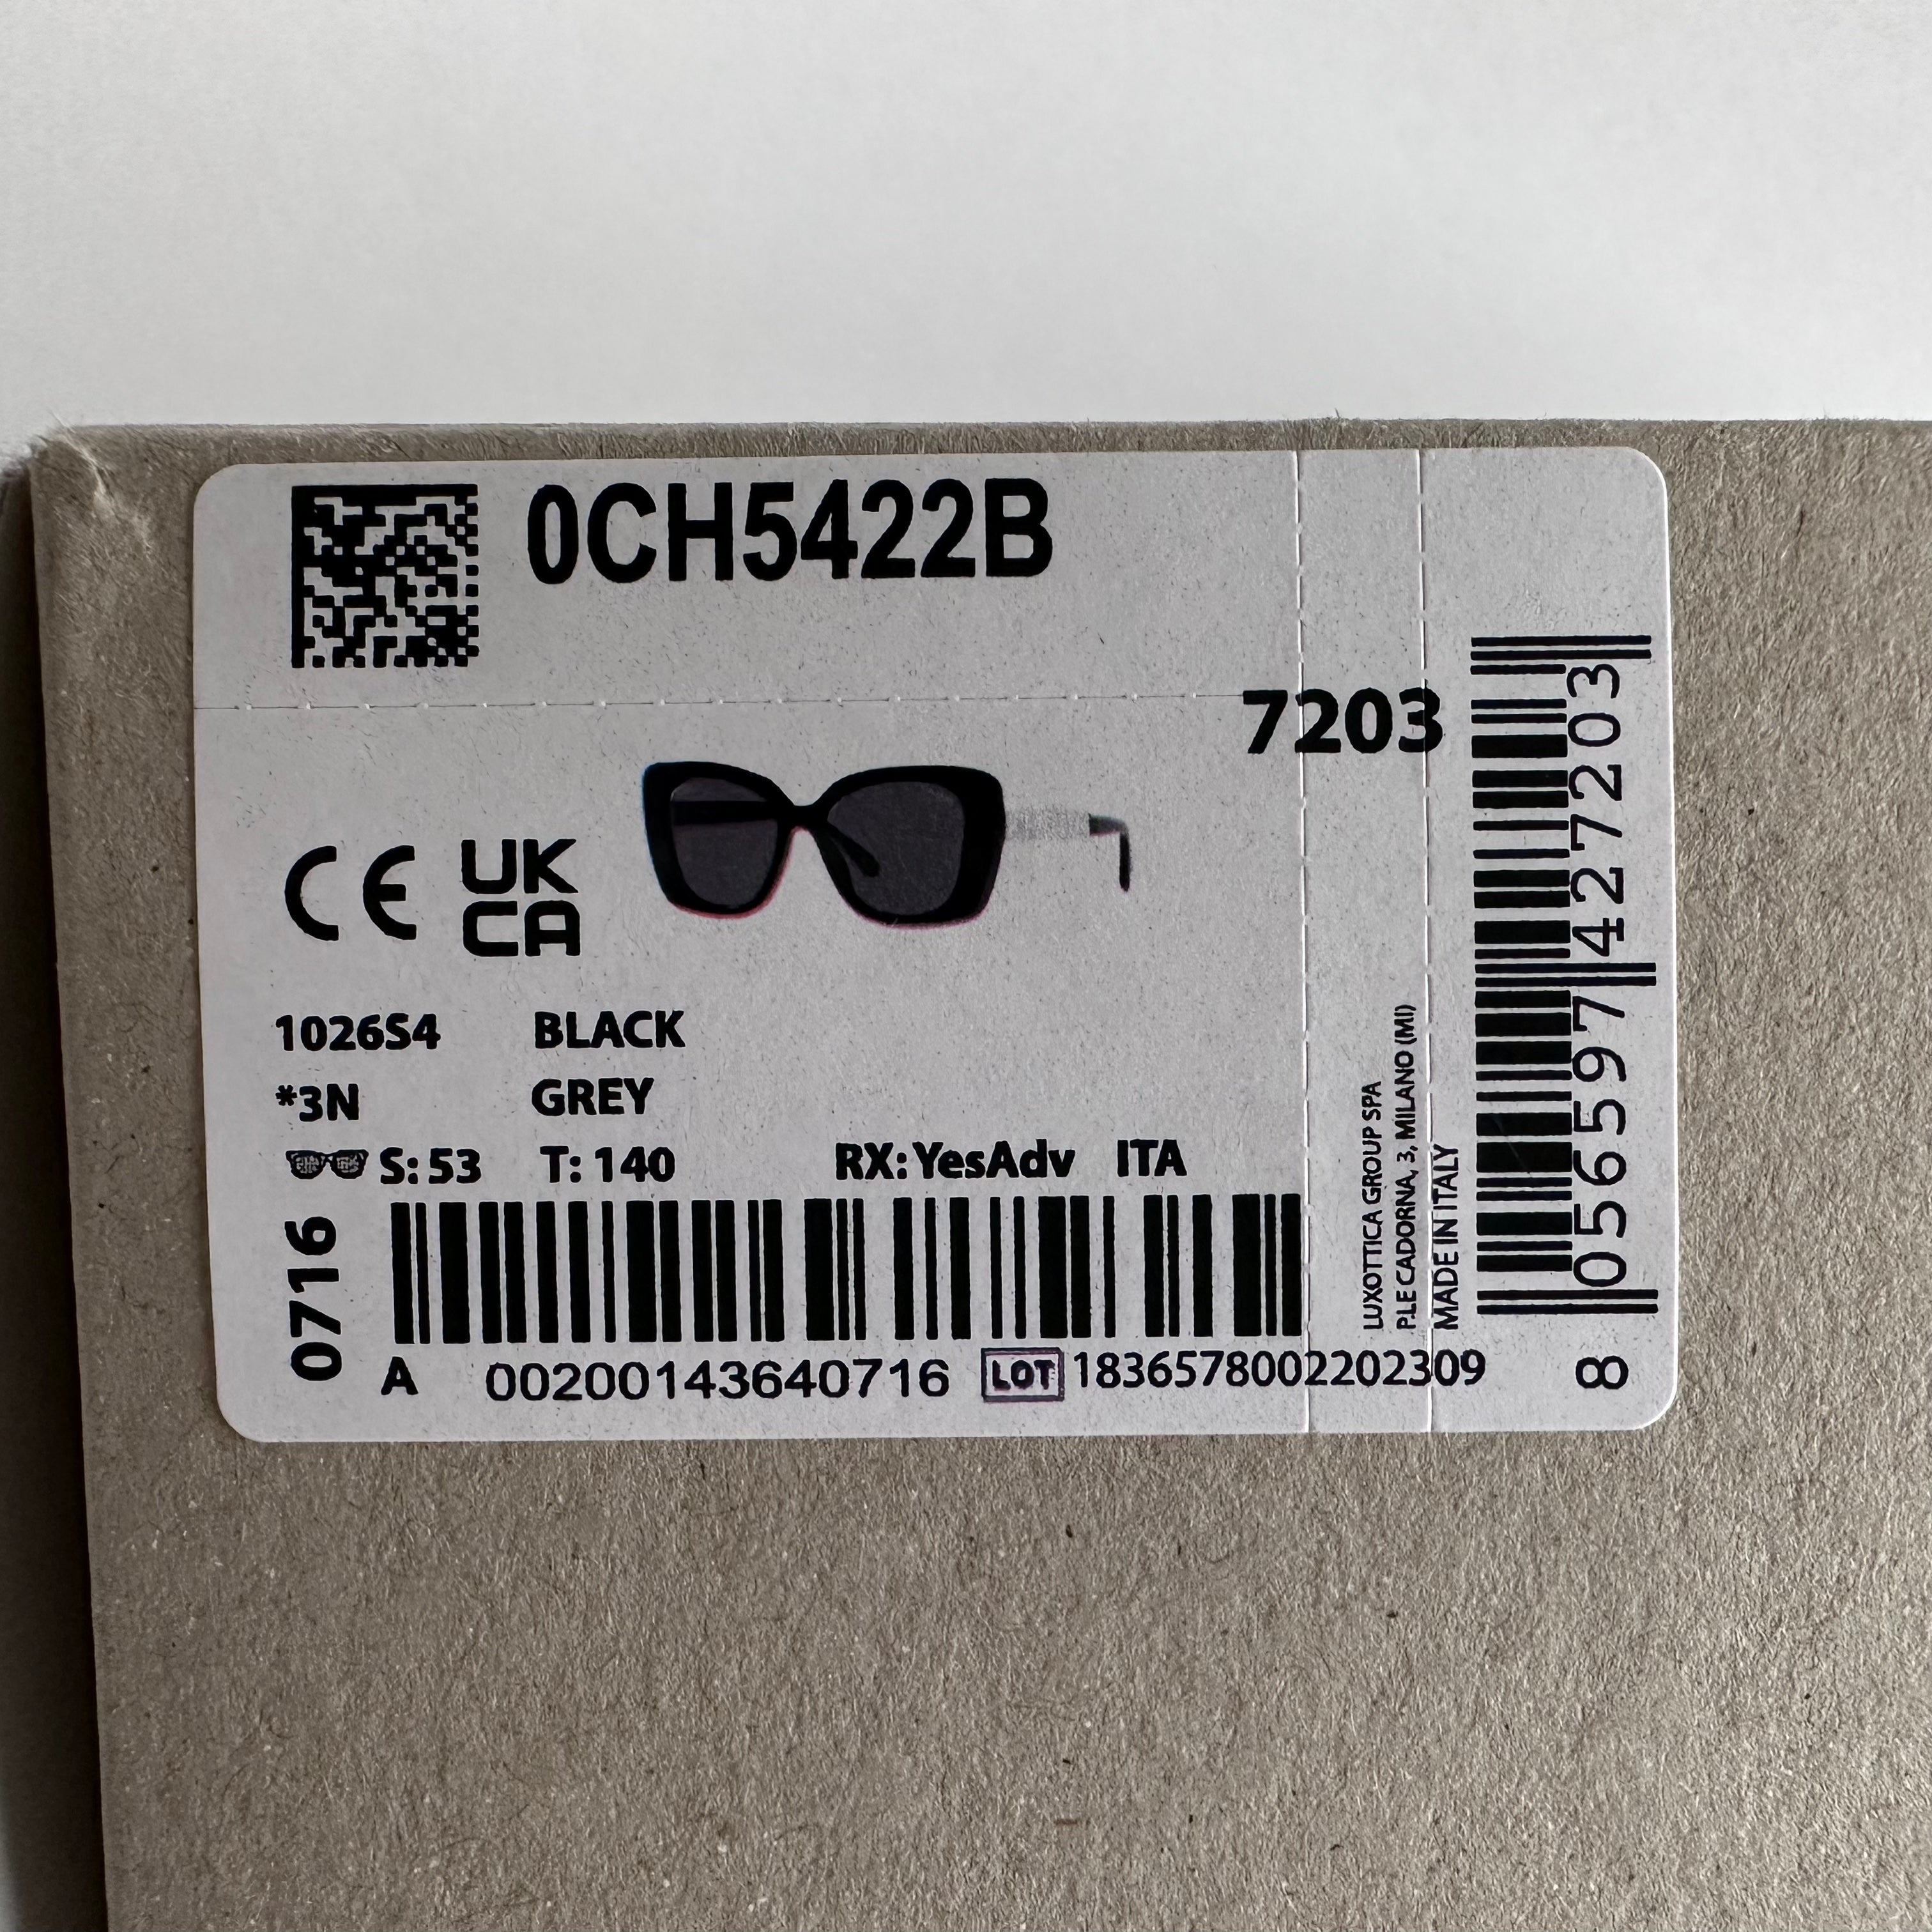 0CH5422B
7203
CE
UK
CA
1026S4 BLACK
*3N GREY
S: 53 T: 140 RX: YesAdv ITA
0716
A 00200143640716 LOT 1836578002202309
LUXOTTICA GROUP SPA
P.LE CADORNA, 3, MILANO (MI)
MADE IN ITALY
8 056597 427203